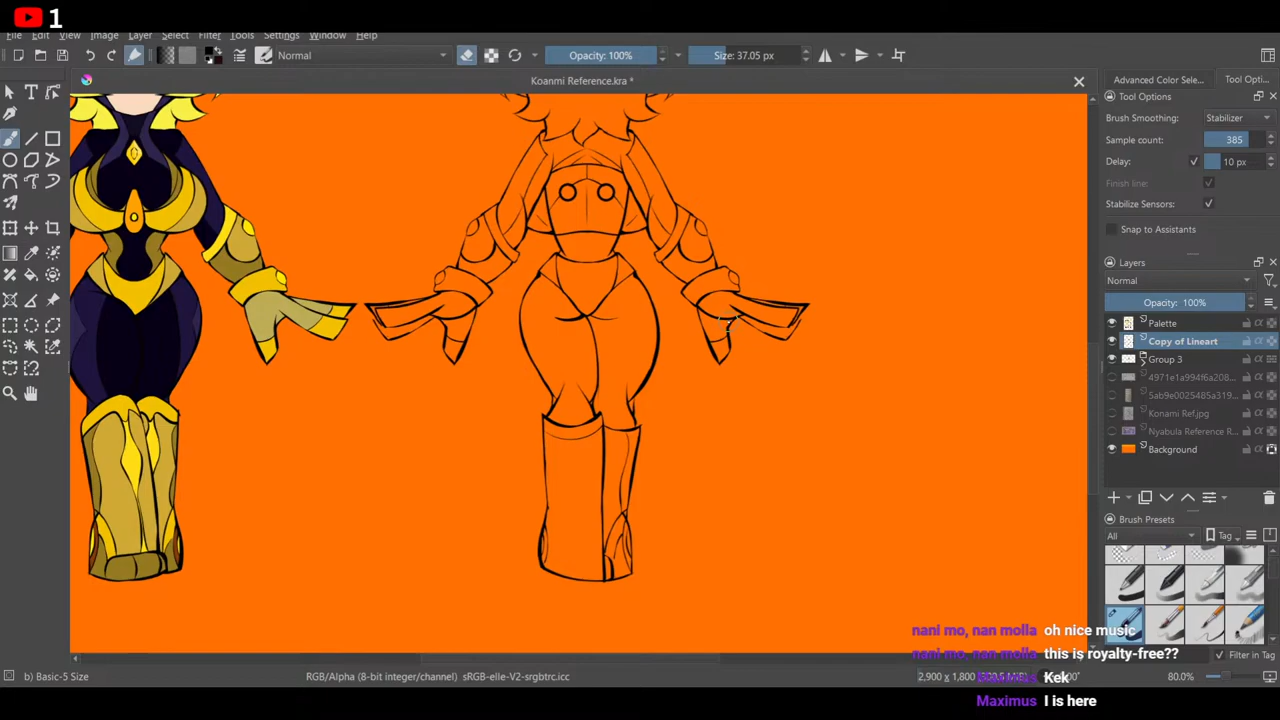 1
File Edit View Image Layer Select Filter Tools Settings Window Help
Normal Opacity: 100% Size: 37.05 px
Koanmi Reference.kra *
Advanced Color Sele... Tool Opti...
Tool Options
Brush Smoothing: Stabilizer
Sample count: 385
Delay: 10 px
Finish line:
Stabilize Sensors:
Snap to Assistants
Layers
Normal
Opacity: 100%
Palette
Copy of Lineart
Group 3
4971e1a994f6a208...
5ab9e0025485a319...
Konami Ref.jpg
Nyabula Reference R...
Background
Brush Presets
All Tag
nani mo, nan molla oh nice music
nani mo, nan molla this is royalty-free??
Filter in Tag
Maximus Kek
Maximus I is here
b) Basic-5 Size RGB/Alpha (8-bit integer/channel) sRGB-elle-V2-srgbtrc.icc 2,900 x 1,800 80.0%